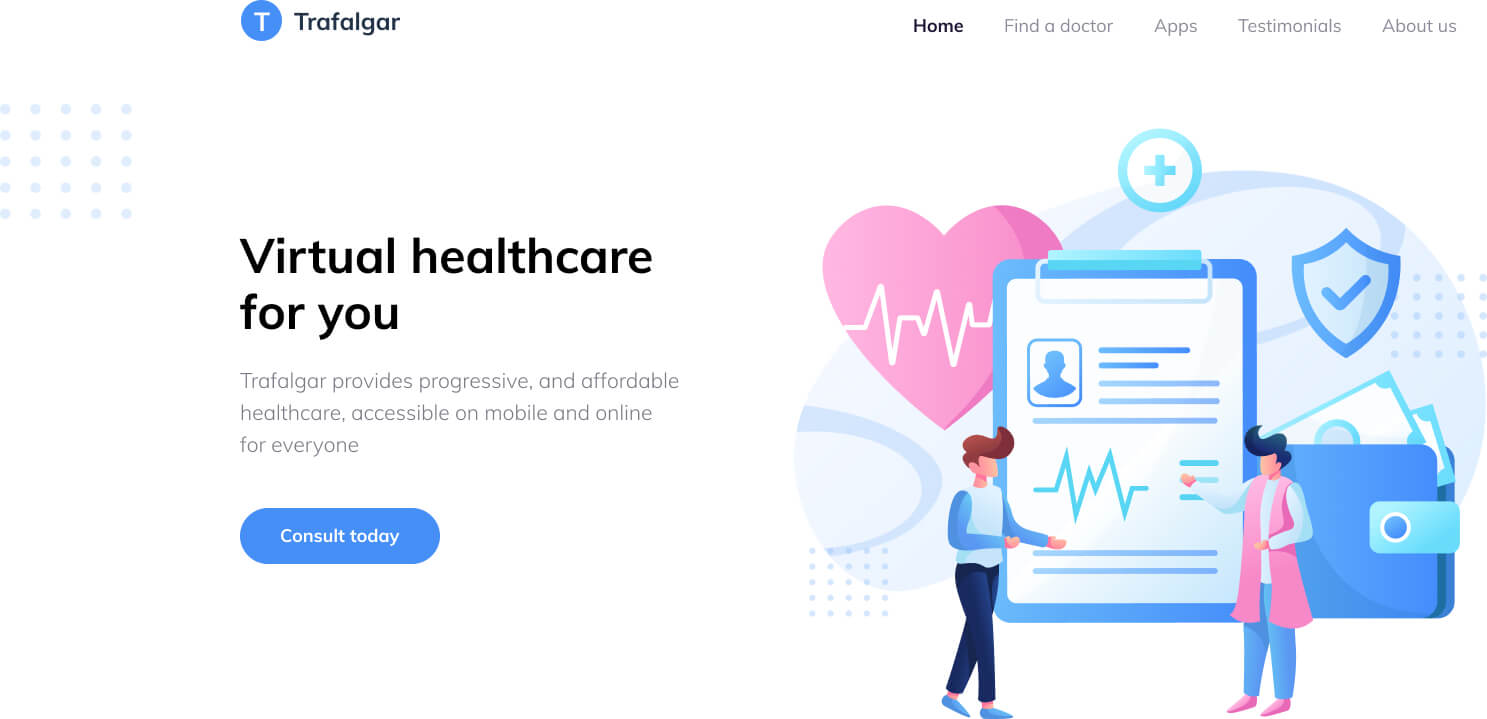 T Trafalgar
Home Find a doctor Apps Testimonials About us
Virtual healthcare
for you
Trafalgar provides progressive, and affordable
healthcare, accessible on mobile and online
for everyone
Consult today